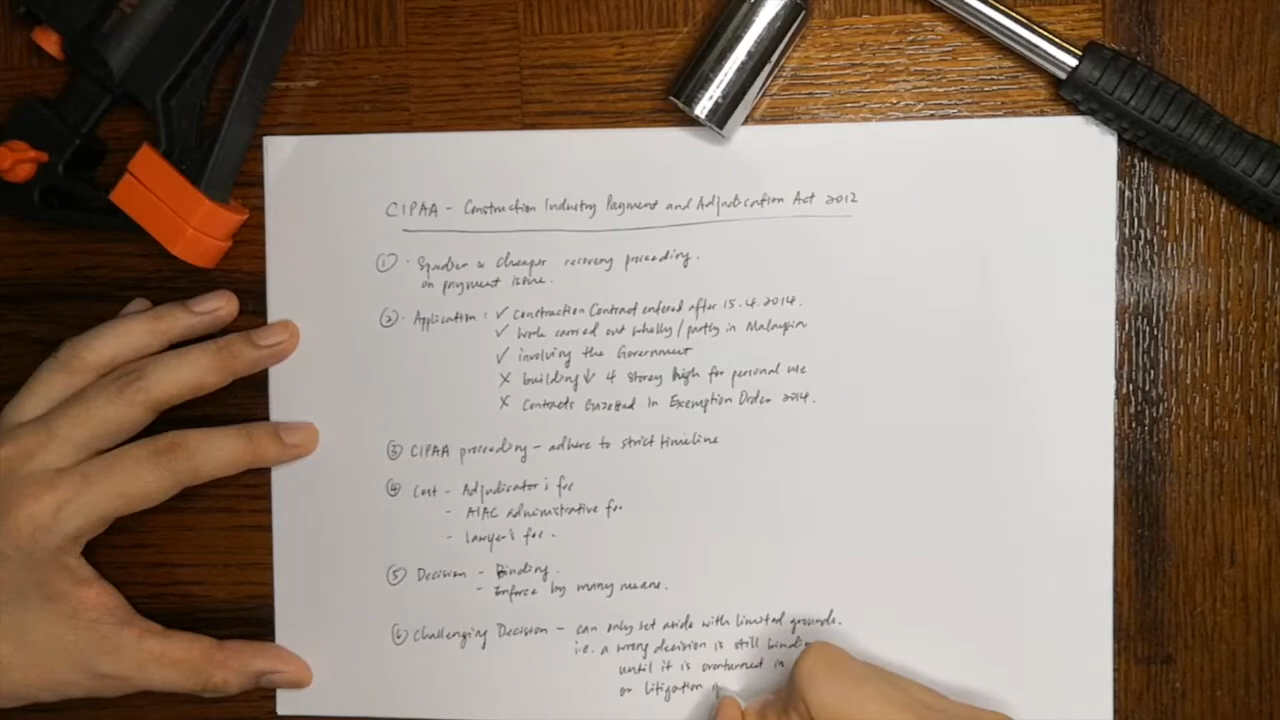 CIPAA - Construction Industry Payment and Adjudication Act 2012
① · Speedier & cheaper recovery proceeding.
on payment issue.
② · Application : ✓ Construction Contract entered after 15.4.2014.
✓ work carried out wholly/partly in Malaysia
✓ involving the Government
X building ↓ 4 storey high for personal use
X Contracts Gazetted in Exemption Order 2014.
③ CIPAA proceeding - adhere to strict timeline
④ Cost - Adjudicator's fee
- AIAC administrative fee
- Lawyer's fee.
⑤ Decision - Binding.
- Enforce by many means.
⑥ Challenging Decision - can only set aside with limited grounds.
i.e. a wrong decision is still
until it is overturned in
or litigation